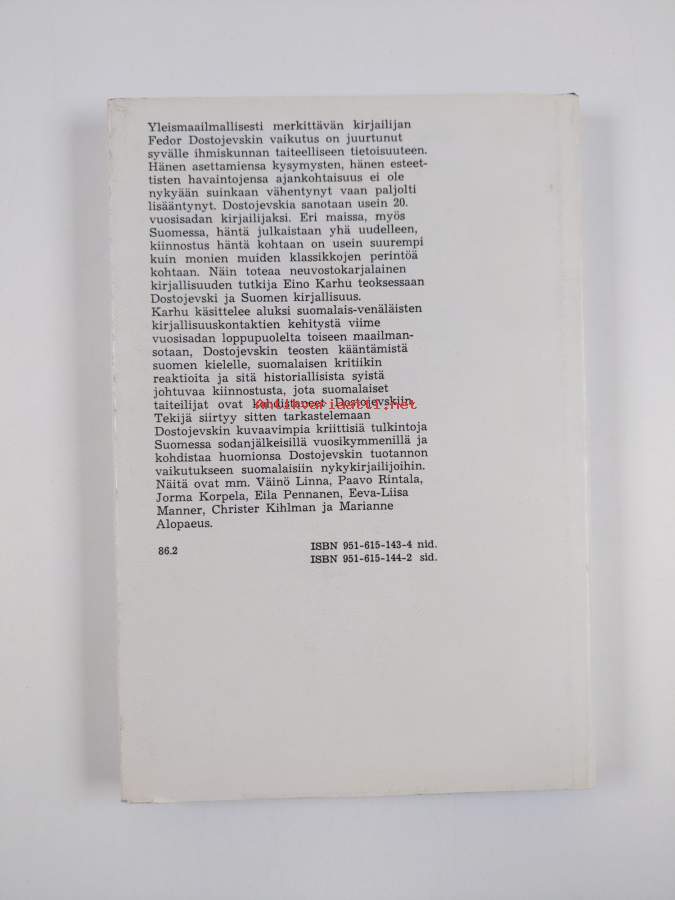 Yleismaailmallisesti merkittävän kirjailijan
Fedor Dostojevskin vaikutus on juurtunut
syvälle ihmiskunnan taiteelliseen tietoisuuteen.
Hänen asettamiensa kysymysten, hänen esteet-
tisten havaintojensa ajankohtaisuus ei ole
nykyään suinkaan vähentynyt vaan paljolti
lisääntynyt. Dostojevskia sanotaan usein 20.
vuosisadan kirjailijaksi. Eri maissa, myös
Suomessa, häntä julkaistaan yhä uudelleen,
kiinnostus häntä kohtaan on usein suurempi
kuin monien muiden klassikkojen perintöä
kohtaan. Näin toteaa neuvostokarjalainen
kirjallisuuden tutkija Eino Karhu teoksessaan
Dostojevski ja Suomen kirjallisuus.
Karhu käsittelee aluksi suomalais-venäläisten
kirjallisuuskontaktien kehitystä viime
vuosisadan loppupuolelta toiseen maailman-
sotaan, Dostojevskin teosten kääntämistä
suomen kielelle, suomalaisen kritiikin
reaktioita ja sitä historiallisista syistä
johtuvaa kiinnostusta, jota suomalaiset
taiteilijat ovat kohdistaneet Dostojevskiin.
Antikvariaatti.net
Tekijä siirtyy sitten tarkastelemaan
Dostojevskin kuvaavimpia kriittisiä tulkintoja
Suomessa sodanjälkeisillä vuosikymmenillä ja
kohdistaa huomionsa Dostojevskin tuotannon
vaikutukseen suomalaisiin nykykirjailijoihin.
Näitä ovat mm. Väinö Linna, Paavo Rintala,
Jorma Korpela, Eila Pennanen, Eeva-Liisa
Manner, Christer Kihlman ja Marianne
Alopaeus.
86.2
ISBN 951-615-143-4 nid.
ISBN 951-615-144-2 sid.